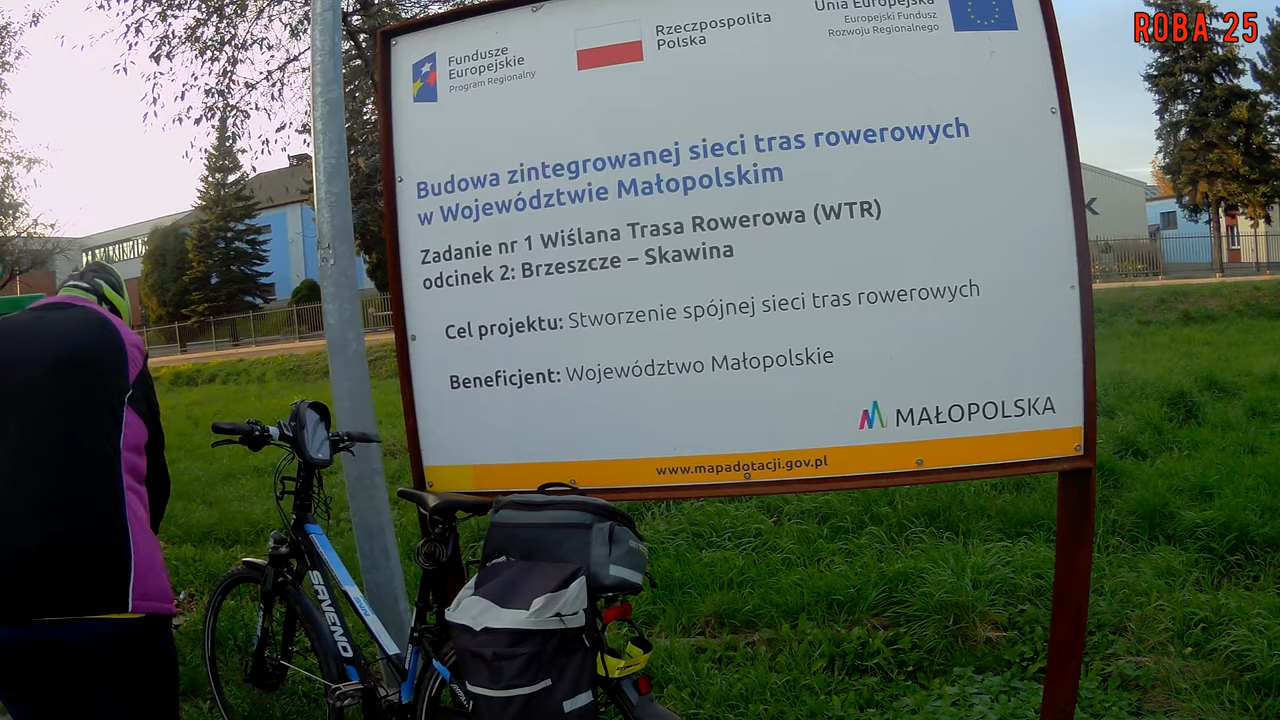 ROBA 25
Fundusze
Europejskie
Program Regionalny
Rzeczpospolita
Polska
Unia Europejska
Europejski Fundusz
Rozwoju Regionalnego
Budowa zintegrowanej sieci tras rowerowych
w Województwie Małopolskim
Zadanie nr 1 Wiślana Trasa Rowerowa (WTR)
odcinek 2: Brzeszcze – Skawina
Cel projektu: Stworzenie spójnej sieci tras rowerowych
Beneficjent: Województwo Małopolskie
MAŁOPOLSKA
www.mapadotacji.gov.pl
SAVENO